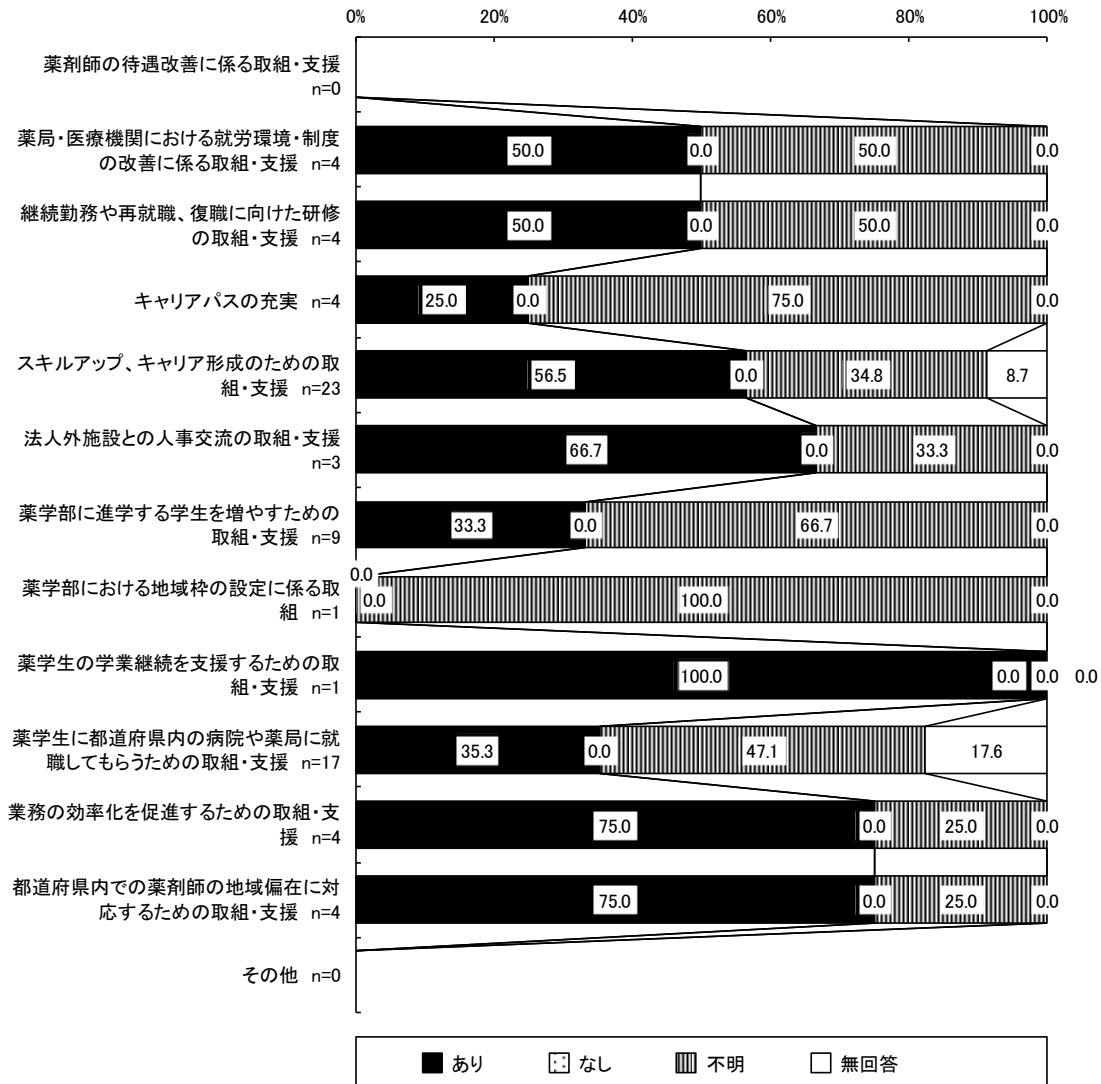 0% 20% 40% 60% 80% 100%
薬剤師の待遇改善に係る取組・支援
n=0
薬局・医療機関における就労環境・制度
の改善に係る取組・支援 n=4
50.0 0.0 50.0 0.0
継続勤務や再就職、復職に向けた研修
の取組・支援 n=4
50.0 0.0 50.0 0.0
キャリアパスの充実 n=4
25.0 0.0 75.0 0.0
スキルアップ、キャリア形成のための取
組・支援 n=23
56.5 0.0 34.8 8.7
法人外施設との人事交流の取組・支援
n=3
66.7 0.0 33.3 0.0
薬学部に進学する学生を増やすための
取組・支援 n=9
33.3 0.0 66.7 0.0
薬学部における地域枠の設定に係る取
組 n=1
0.0
0.0 100.0 0.0
薬学生の学業継続を支援するための取
組・支援 n=1
100.0 0.0 0.0 0.0
薬学生に都道府県内の病院や薬局に就
職してもらうための取組・支援 n=17
35.3 0.0 47.1 17.6
業務の効率化を促進するための取組・支
援 n=4
75.0 0.0 25.0 0.0
都道府県内での薬剤師の地域偏在に対
応するための取組・支援 n=4
75.0 0.0 25.0 0.0
その他 n=0
あり なし 不明 無回答